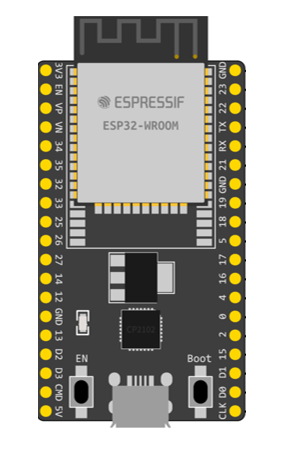 3V3
EN
VP
VN
34
35
32
33
25
26
27
14
12
GND
13
D2
D3
CMD
5V
ESPRESSIF
ESP32-WROOM
CP2102
EN
Boot
GND
23
22
TX
RX
21
GND
19
18
5
17
16
4
0
2
15
D1
D0
CLK